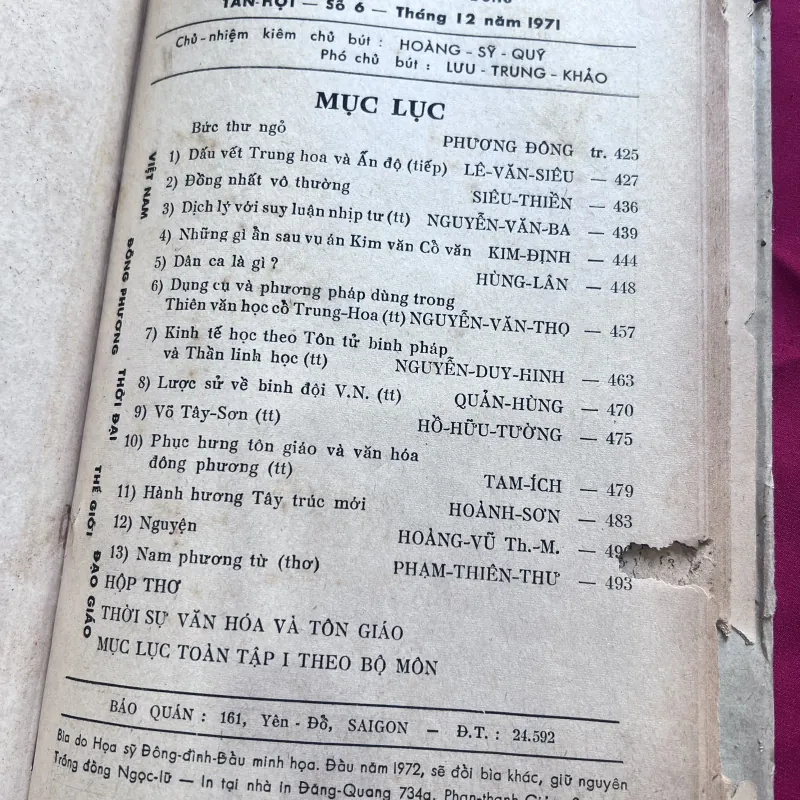 TÂN-HỘI — Số 6 — Tháng 12 năm 1971
Chủ-nhiệm kiêm chủ bút : HOÀNG - SỸ - QUÝ
Phó chủ bút : LƯU - TRUNG - KHẢO
MỤC LỤC
Bức thư ngỏ PHƯƠNG ĐÔNG tr. 425
1) Dấu vết Trung hoa và Ấn độ (tiếp) LÊ-VĂN-SIÊU — 427
2) Đồng nhất vô thường SIÊU-THIỀN — 436
3) Dịch lý với suy luận nhịp tư (tt) NGUYỄN-VĂN-BA — 439
4) Những gì ẩn sau vụ án Kim văn Cổ văn KIM-ĐỊNH — 444
5) Dân ca là gì ? HÙNG-LÂN — 448
6) Dụng cụ và phương pháp dùng trong
Thiên văn học cổ Trung-Hoa (tt) NGUYỄN-VĂN-THỌ — 457
7) Kinh tế học theo Tôn tử binh pháp
và Thần linh học (tt) NGUYỄN-DUY-HINH — 463
8) Lược sử về binh đội V.N. (tt) QUẢN-HÙNG — 470
9) Võ Tây-Sơn (tt) HỒ-HỮU-TƯỜNG — 475
10) Phục hưng tôn giáo và văn hóa
đông phương (tt) TAM-ÍCH — 479
11) Hành hương Tây trúc mới HOÀNH-SƠN — 483
12) Nguyện HOÀNG-VŨ Th.-M. —
13) Nam phương từ (thơ) PHẠM-THIÊN-THƯ — 493
HỘP THƠ
THỜI SỰ VĂN HÓA VÀ TÔN GIÁO
MỤC LỤC TOÀN TẬP I THEO BỘ MÔN
VIỆT NAM ĐÔNG PHƯƠNG THỜI ĐẠI THẾ GIỚI ĐẠO GIÁO
BÁO QUÁN : 161, Yên - Đổ, SAIGON — Đ.T. : 24.592
Bìa do Họa sỹ Đông-đình-Đầu minh họa. Đầu năm 1972, sẽ đổi bìa khác, giữ nguyên
Trống đồng Ngọc-lũ — In tại nhà in Đăng-Quang 734a, Phan-thanh